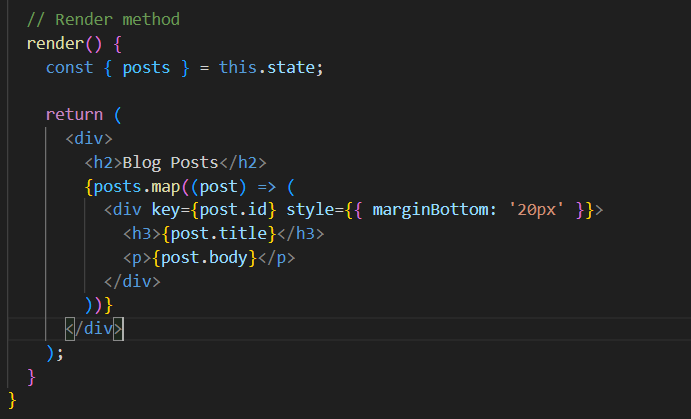 // Render method
render() {
const { posts } = this.state;
return (
<div>
<h2>Blog Posts</h2>
{posts.map((post) => (
<div key={post.id} style={{ marginBottom: '20px' }}>
<h3>{post.title}</h3>
<p>{post.body}</p>
</div>
))}
</div>
);
}
}